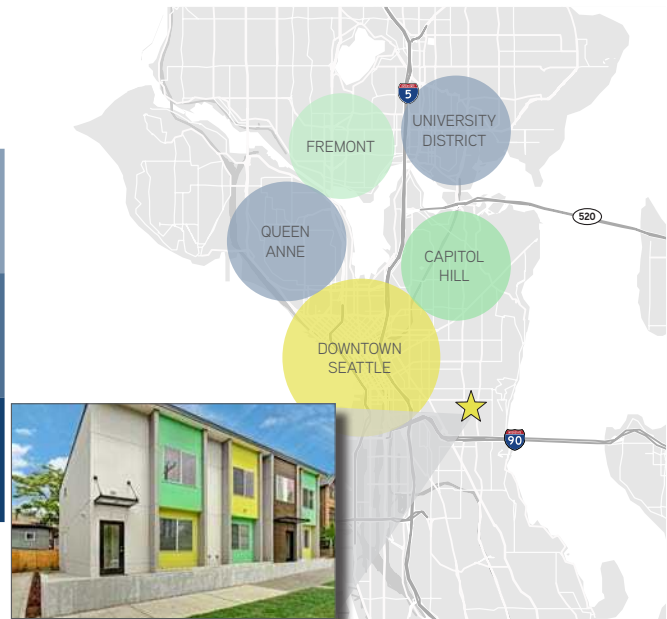 5
UNIVERSITY
DISTRICT
FREMONT
520
QUEEN
ANNE
CAPITOL
HILL
DOWNTOWN
SEATTLE
90